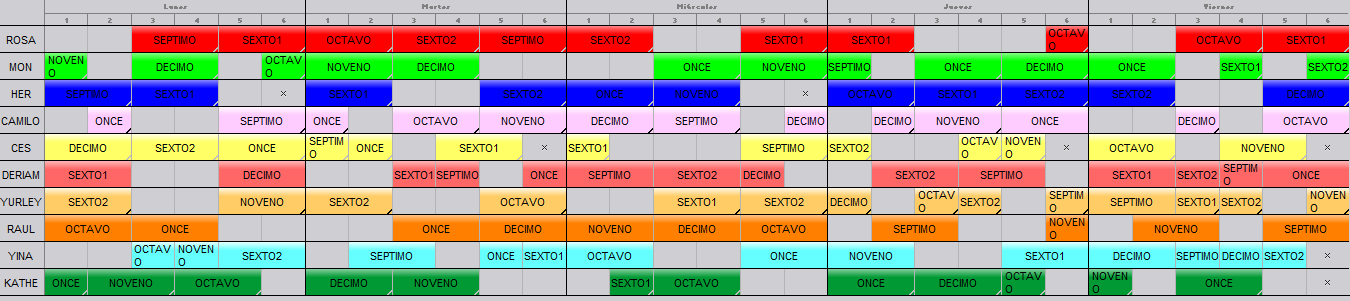 Lunes Martes Miércoles Jueves Viernes
1 2 3 4 5 6 1 2 3 4 5 6 1 2 3 4 5 6 1 2 3 4 5 6 1 2 3 4 5 6
ROSA SEPTIMO SEXTO1 OCTAVO SEXTO2 SEPTIMO SEXTO2 SEXTO1 SEXTO1 OCTAVO OCTAVO SEXTO1
MON NOVENO DECIMO OCTAVO NOVENO DECIMO ONCE NOVENO SEPTIMO ONCE DECIMO ONCE SEXTO1 SEXTO2
HER SEPTIMO SEXTO1 × SEXTO1 SEXTO2 ONCE NOVENO × OCTAVO SEXTO1 SEXTO2 SEXTO2 DECIMO
CAMILO ONCE SEPTIMO ONCE OCTAVO NOVENO DECIMO SEPTIMO DECIMO DECIMO NOVENO ONCE DECIMO OCTAVO
CES DECIMO SEXTO2 ONCE SEPTIMO ONCE SEXTO1 × SEXTO1 SEPTIMO SEXTO2 OCTAVO NOVENO × OCTAVO NOVENO ×
DERIAM SEXTO1 DECIMO SEXTO1 SEPTIMO ONCE SEPTIMO SEXTO2 DECIMO SEXTO2 SEPTIMO SEXTO1 SEXTO2 SEPTIMO ONCE
YURLEY SEXTO2 NOVENO SEXTO2 OCTAVO SEXTO1 SEXTO2 DECIMO OCTAVO SEXTO2 SEPTIMO SEPTIMO SEXTO1 SEXTO2 NOVENO
RAUL OCTAVO ONCE ONCE DECIMO NOVENO DECIMO OCTAVO SEPTIMO NOVENO NOVENO SEPTIMO
YINA OCTAVO NOVENO SEXTO2 SEPTIMO ONCE SEXTO1 OCTAVO ONCE NOVENO SEXTO1 DECIMO SEPTIMO DECIMO SEXTO2 ×
KATHE ONCE NOVENO OCTAVO DECIMO NOVENO SEXTO1 OCTAVO ONCE DECIMO OCTAVO NOVENO ONCE ×